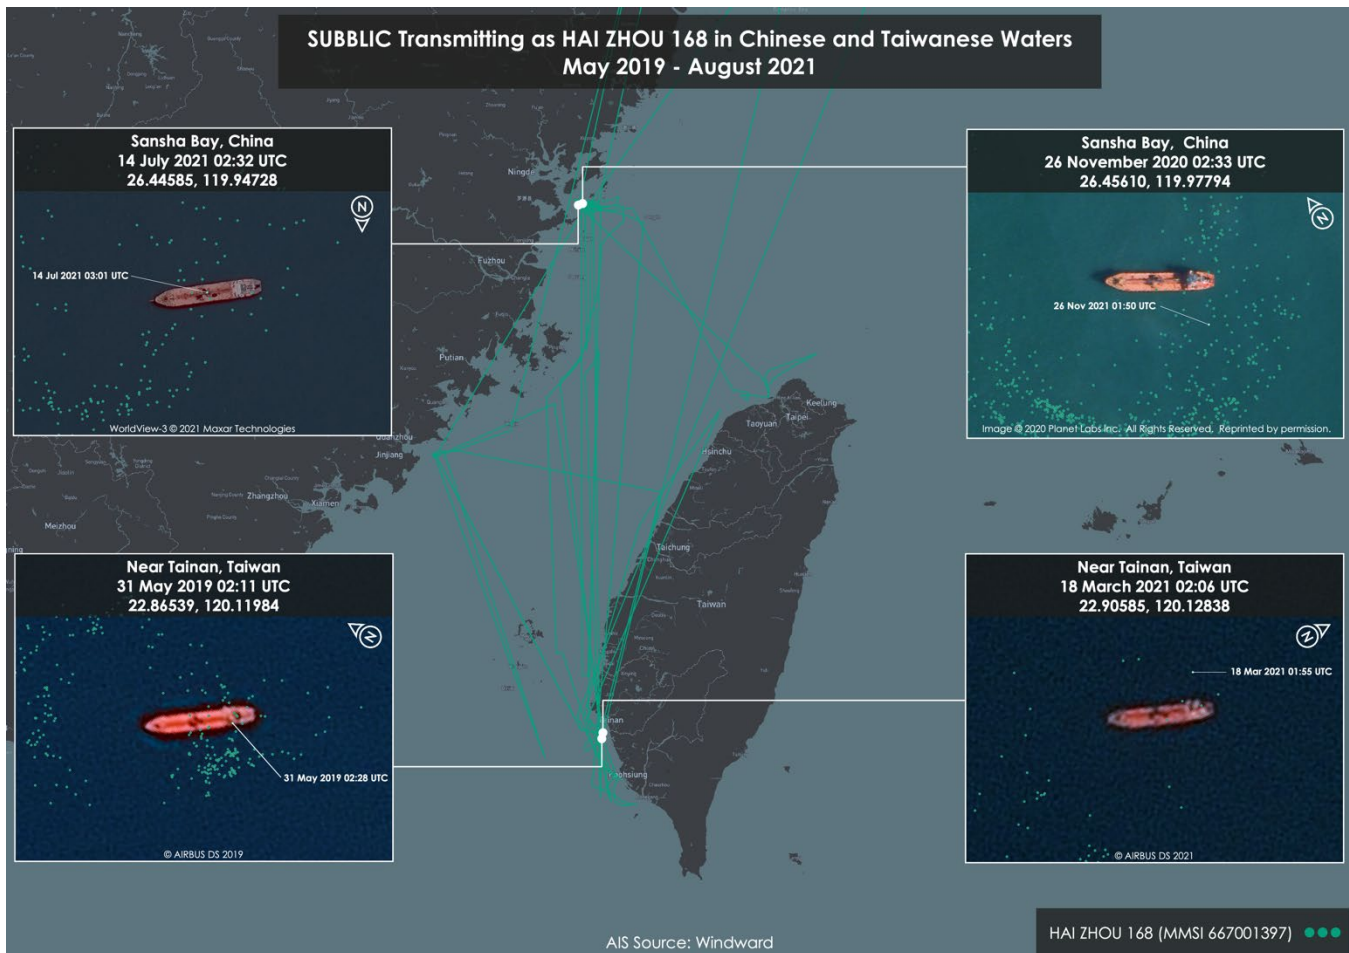 SUBBLIC Transmitting as HAI ZHOU 168 in Chinese and Taiwanese Waters
May 2019 - August 2021
Sansha Bay, China
14 July 2021 02:32 UTC
26.44585, 119.94728
N
14 Jul 2021 03:01 UTC
WorldView-3 © 2021 Maxar Technologies
Sansha Bay, China
26 November 2020 02:33 UTC
26.45610, 119.97794
N
26 Nov 2021 01:50 UTC
Image © 2020 Planet Labs Inc. All Rights Reserved, Reprinted by permission.
Ningde
Fuzhou
Putian
Quanzhou
Jinjiang
Zhangzhou
Xiamen
Meizhou
Keelung
Taipei
Taoyuan
Hsinchu
Taichung
Taiwan
Near Tainan, Taiwan
31 May 2019 02:11 UTC
22.86539, 120.11984
N
31 May 2019 02:28 UTC
© AIRBUS DS 2019
Near Tainan, Taiwan
18 March 2021 02:06 UTC
22.90585, 120.12838
N
18 Mar 2021 01:55 UTC
© AIRBUS DS 2021
AIS Source: Windward
HAI ZHOU 168 (MMSI 667001397)